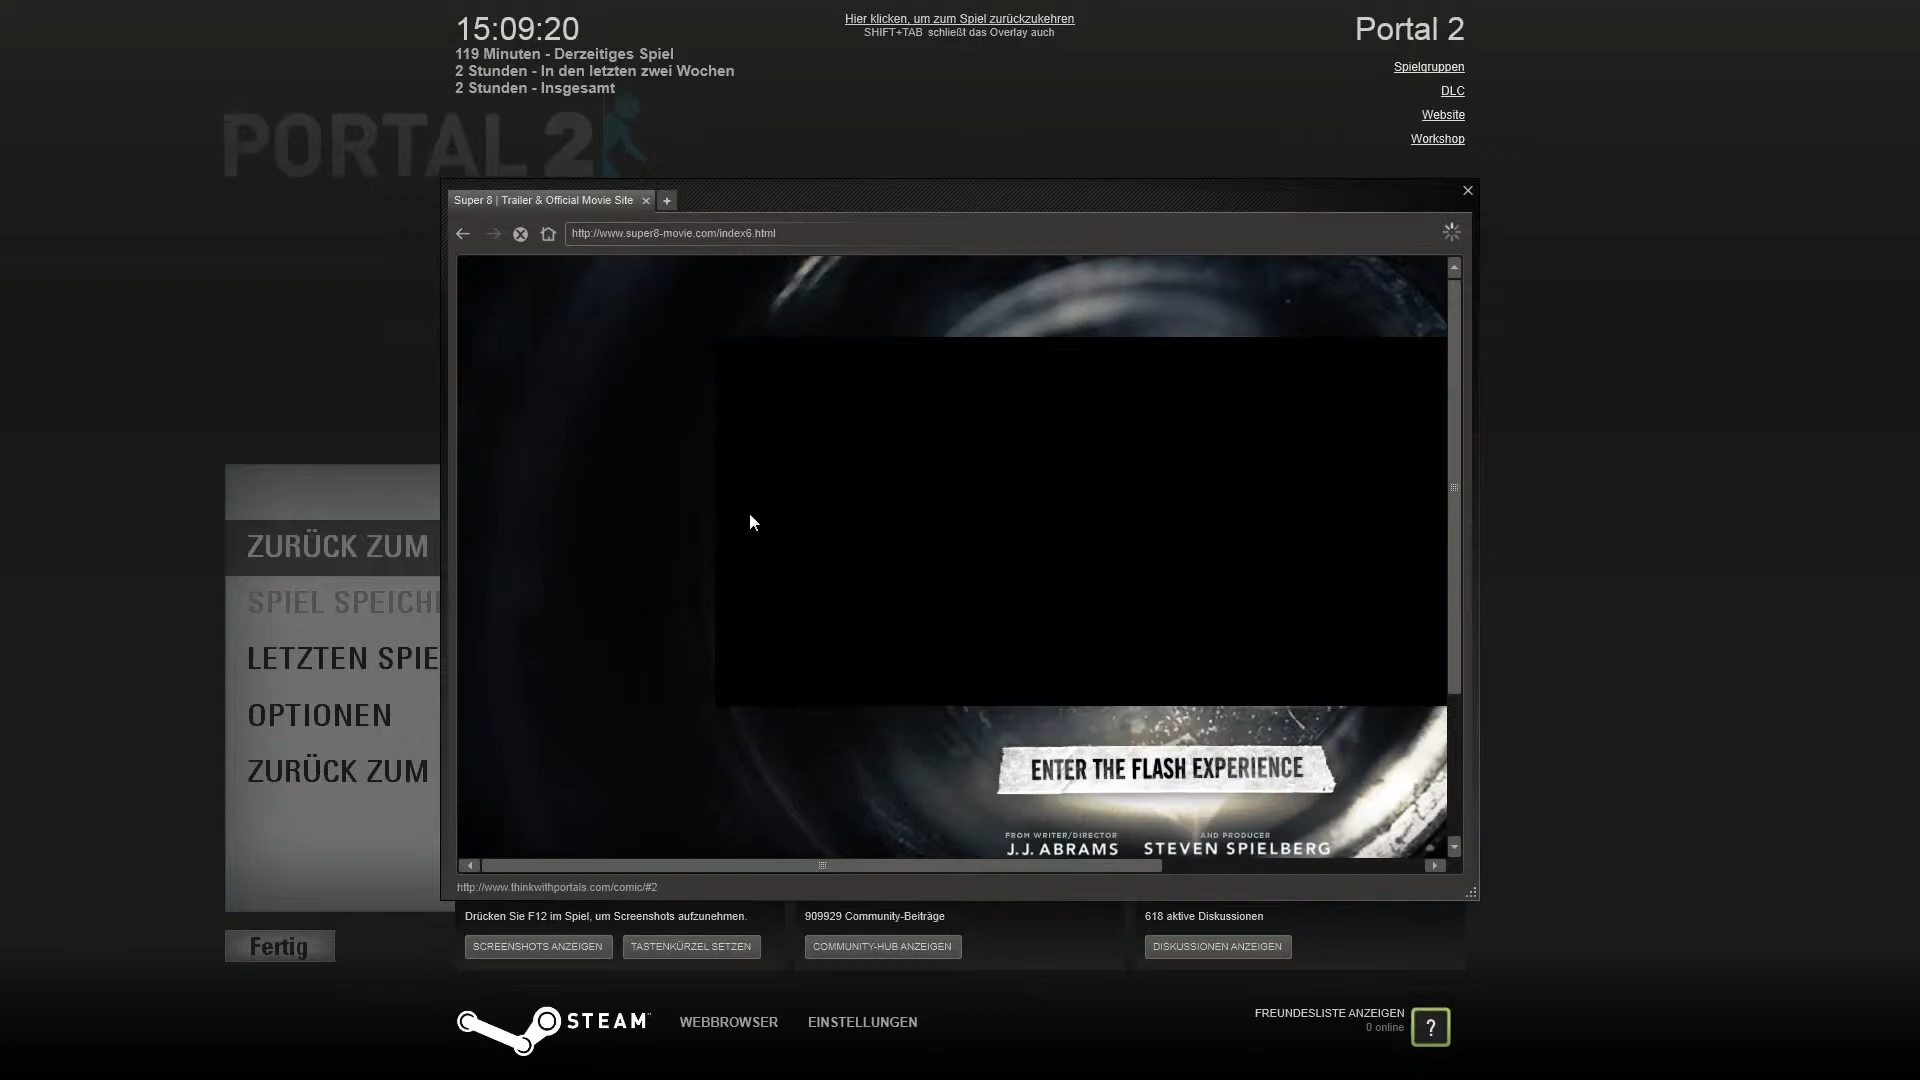 15:09:20
119 Minuten - Derzeitiges Spiel
2 Stunden - In den letzten zwei Wochen
2 Stunden - Insgesamt
Hier klicken, um zum Spiel zurückzukehren
SHIFT+TAB schließt das Overlay auch
Portal 2
Spielgruppen
DLC
Website
Workshop
PORTAL 2
Super 8 | Trailer & Official Movie Site
http://www.super8-movie.com/index6.html
ZURÜCK ZUM
SPIEL SPEICH
LETZTEN SPIE
OPTIONEN
ZURÜCK ZUM
Fertig
ENTER THE FLASH EXPERIENCE
FROM WRITER/DIRECTOR
J.J. ABRAMS
AND PRODUCER
STEVEN SPIELBERG
http://www.thinkwithportals.com/comic/#2
Drücken Sie F12 im Spiel, um Screenshots aufzunehmen.
SCREENSHOTS ANZEIGEN
TASTENKÜRZEL SETZEN
909929 Community-Beiträge
COMMUNITY-HUB ANZEIGEN
618 aktive Diskussionen
DISKUSSIONEN ANZEIGEN
STEAM
WEBBROWSER
EINSTELLUNGEN
FREUNDESLISTE ANZEIGEN
0 online
?